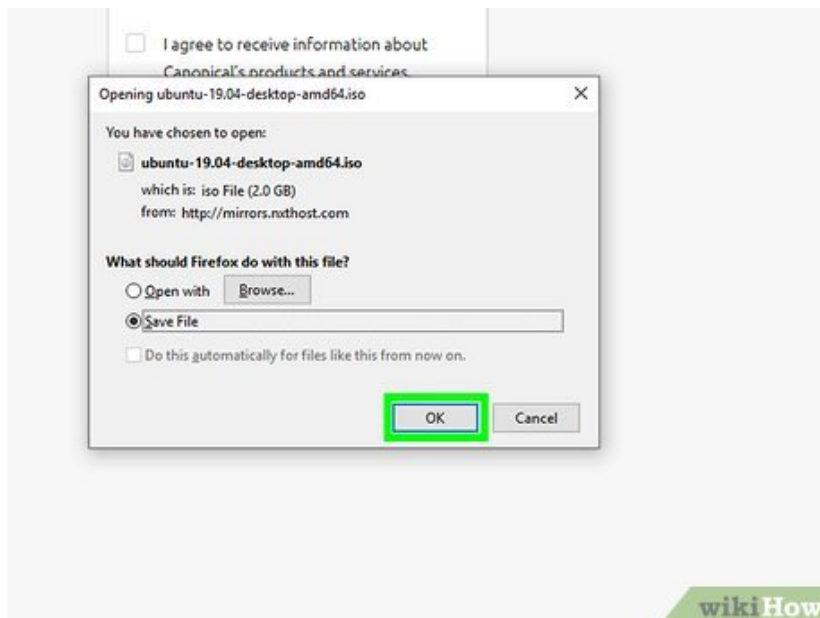 I agree to receive information about
Canonical's products and services.
Opening ubuntu-19.04-desktop-amd64.iso
You have chosen to open:
ubuntu-19.04-desktop-amd64.iso
which is: iso File (2.0 GB)
from: http://mirrors.nxthost.com
What should Firefox do with this file?
Open with Browse...
Save File
Do this automatically for files like this from now on.
OK Cancel
wikiHow